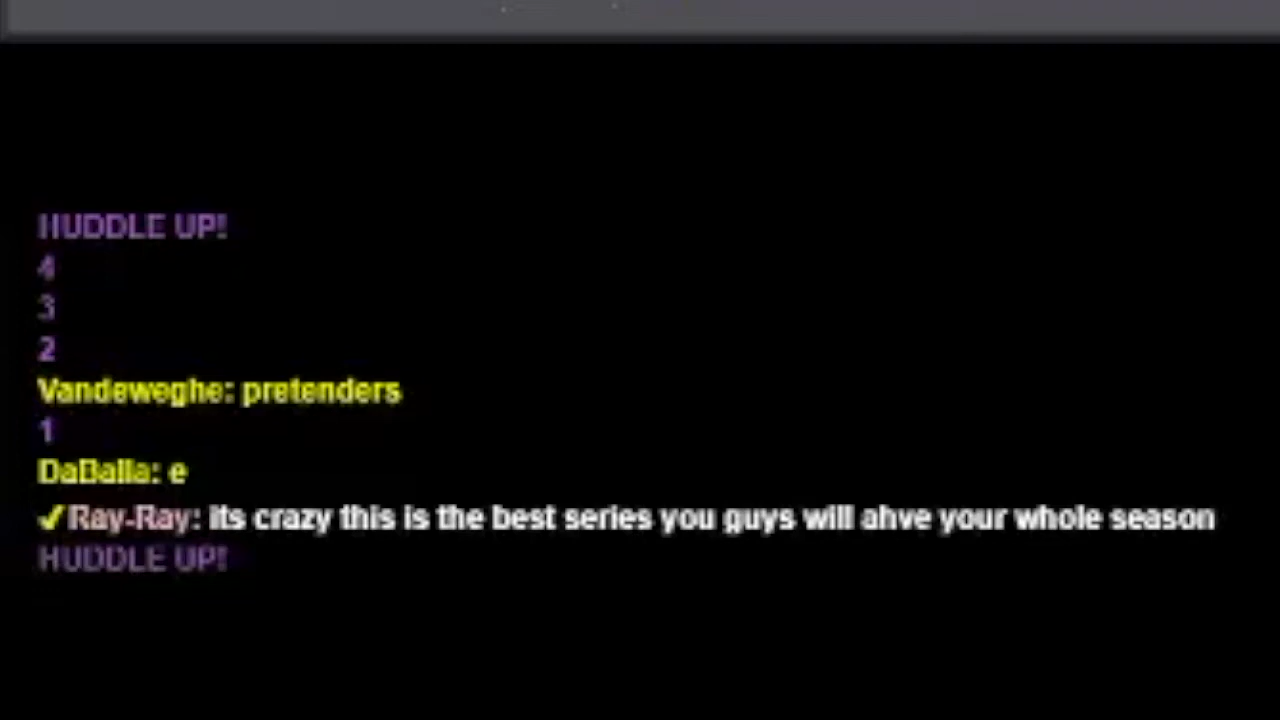 HUDDLE UP!
4
3
2
Vandeweghe: pretenders
1
DaBalla: e
✓Ray-Ray: its crazy this is the best series you guys will ahve your whole season
HUDDLE UP!